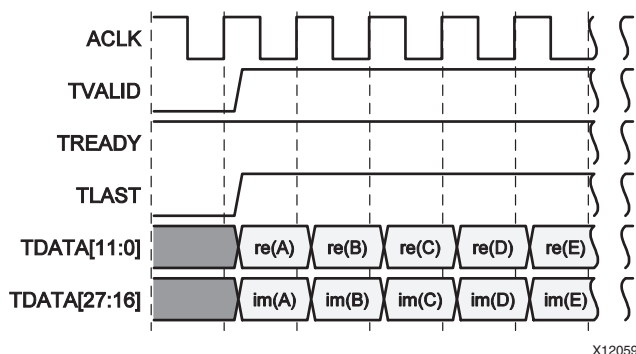 ACLK
TVALID
TREADY
TLAST
TDATA[11:0] re(A) re(B) re(C) re(D) re(E)
TDATA[27:16] im(A) im(B) im(C) im(D) im(E)
X12059